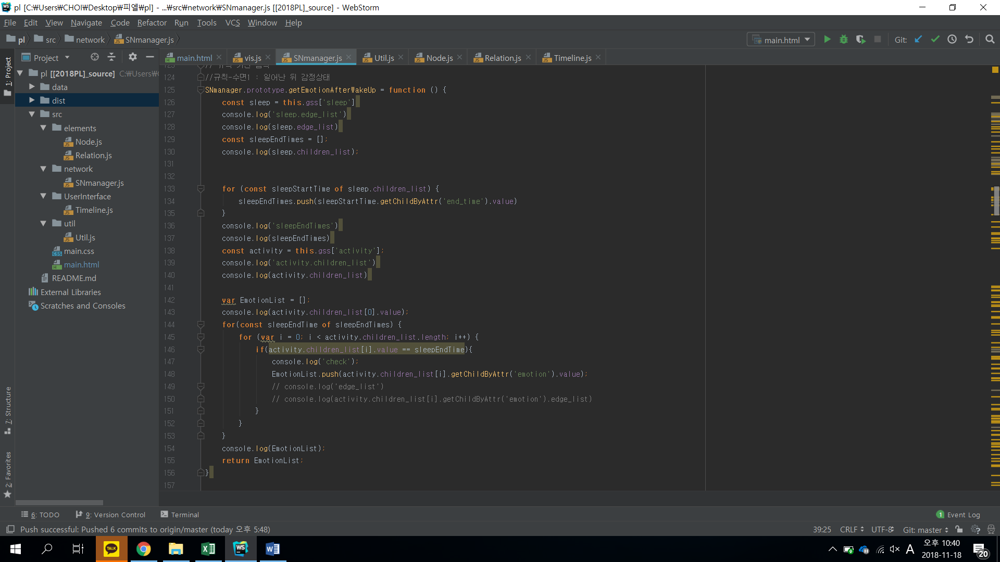 pl [C:₩Users₩CHOI₩Desktop₩피엘₩pl] - ...₩src₩network₩SNmanager.js [[2018PL]_source] - WebStorm
File Edit View Navigate Code Refactor Run Tools VCS Window Help
pl src network SNmanager.js main.html Git:
Project main.html vis.js SNmanager.js Util.js Node.js Relation.js Timeline.js
1: Project
pl [[2018PL]_source] C:₩Users₩
data
dist
src
elements
Node.js
Relation.js
network
SNmanager.js
UserInterface
Timeline.js
util
Util.js
main.css
main.html
README.md
External Libraries
Scratches and Consoles
7: Structure
2: Favorites
123
124 //규칙-수면1 : 일어난 뒤 감정상태
125 SNmanager.prototype.getEmotionAfterWakeUp = function () {
126 const sleep = this.gss['sleep']
127 console.log('sleep.edge_list')
128 console.log(sleep.edge_list)
129 const sleepEndTimes = [];
130 console.log(sleep.children_list);
131
132
133 for (const sleepStartTime of sleep.children_list) {
134 sleepEndTimes.push(sleepStartTime.getChildByAttr('end_time').value)
135 }
136 console.log('sleepEndTimes')
137 console.log(sleepEndTimes)
138 const activity = this.gss['activity'];
139 console.log('activity.children_list')
140 console.log(activity.children_list)
141
142 var EmotionList = [];
143 console.log(activity.children_list[0].value);
144 for(const sleepEndTime of sleepEndTimes) {
145 for (var i = 0; i < activity.children_list.length; i++) {
146 if(activity.children_list[i].value == sleepEndTime){
147 console.log('check');
148 EmotionList.push(activity.children_list[i].getChildByAttr('emotion').value);
149 // console.log('edge_list')
150 // console.log(activity.children_list[i].getChildByAttr('emotion').edge_list)
151 }
152 }
153 }
154 console.log(EmotionList);
155 return EmotionList;
156 }
157
6: TODO 9: Version Control Terminal 1 Event Log
Push successful: Pushed 6 commits to origin/master (today 오후 5:48) 39:25 CRLF UTF-8 Git: master
TALK WS A 오후 10:40
2018-11-18 20